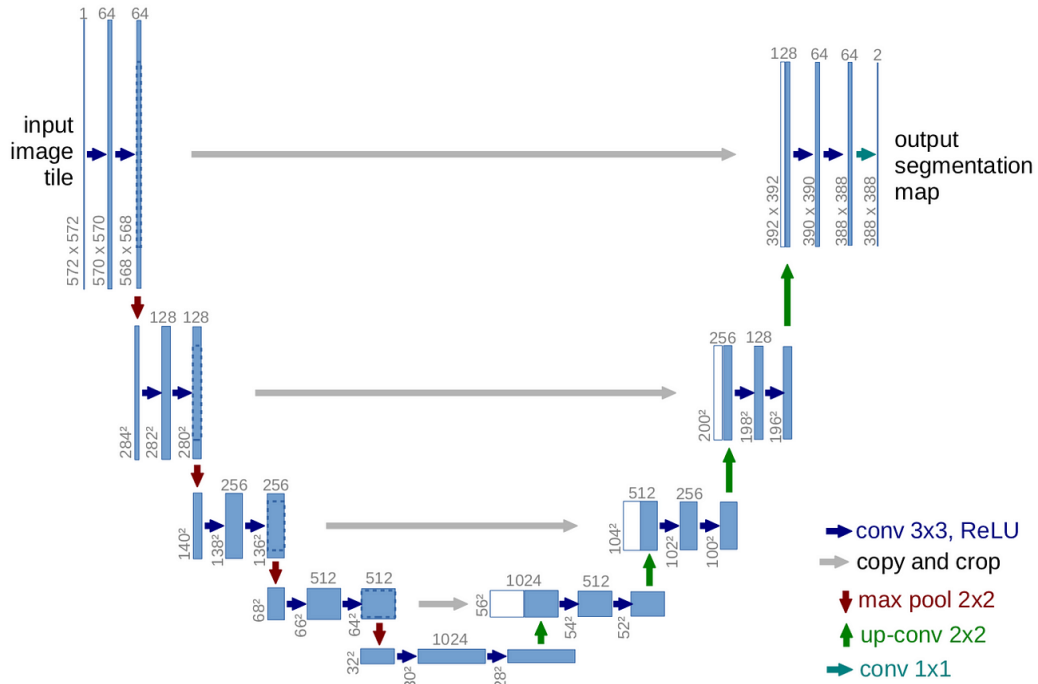 1 64 64
128 64 64 2
input
image
tile
output
segmentation
map
572 x 572
570 x 570
568 x 568
392 x 392
390 x 390
388 x 388
388 x 388
128 128
256 128
284²
282²
280²
200²
198²
196²
256 256
512 256
140²
138²
136²
104²
102²
100²
512 512
1024 512
68²
66²
64²
56²
54²
52²
1024
32²
conv 3x3, ReLU
copy and crop
max pool 2x2
up-conv 2x2
conv 1x1